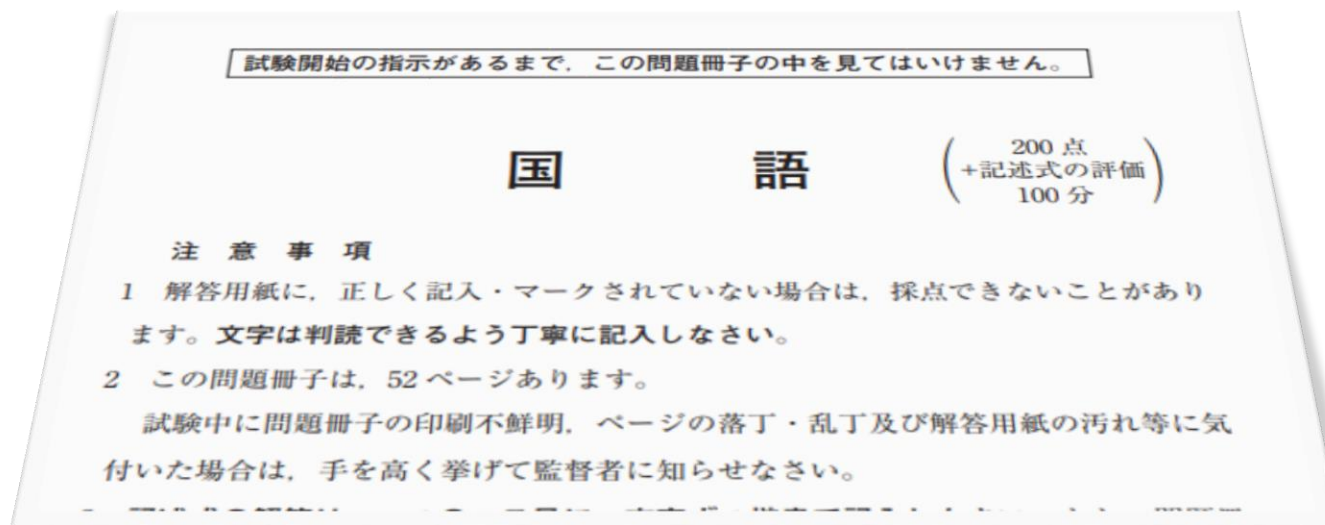 試験開始の指示があるまで，この問題冊子の中を見てはいけません。
国語
200 点
+記述式の評価
100 分
注意事項
1 解答用紙に，正しく記入・マークされていない場合は，採点できないことがあり
ます。文字は判読できるよう丁寧に記入しなさい。
2 この問題冊子は，52 ページあります。
試験中に問題冊子の印刷不鮮明，ページの落丁・乱丁及び解答用紙の汚れ等に気
付いた場合は，手を高く挙げて監督者に知らせなさい。